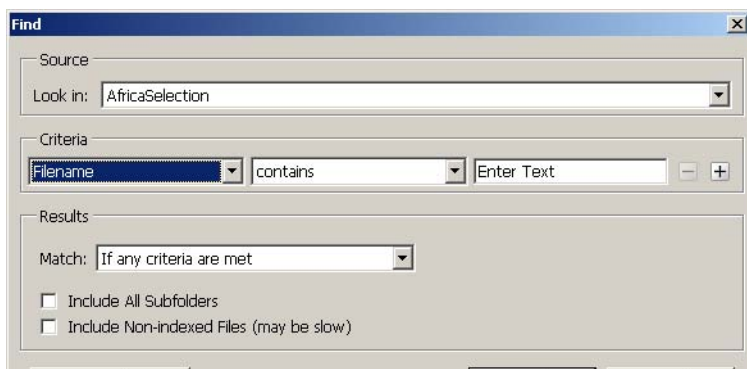 Find
Source
Look in: AfricaSelection
Criteria
Filename contains Enter Text
Results
Match: If any criteria are met
Include All Subfolders
Include Non-indexed Files (may be slow)